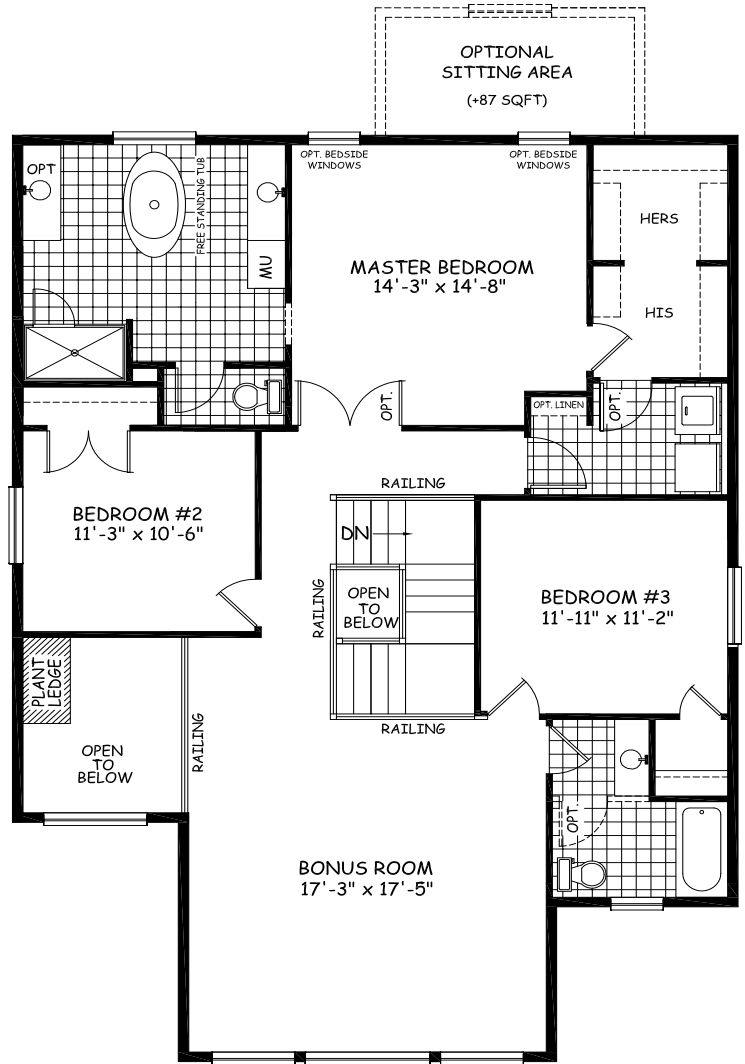 OPTIONAL
SITTING AREA
(+87 SQFT)
OPT. BEDSIDE
WINDOWS
OPT. BEDSIDE
WINDOWS
OPT
FREE STANDING TUB
MU
HERS
MASTER BEDROOM
14'-3" x 14'-8"
HIS
OPT.
OPT. LINEN
OPT.
RAILING
BEDROOM #2
11'-3" x 10'-6"
DN
OPEN
TO
BELOW
RAILING
BEDROOM #3
11'-11" x 11'-2"
PLANT
LEDGE
RAILING
RAILING
OPEN
TO
BELOW
OPT.
BONUS ROOM
17'-3" x 17'-5"